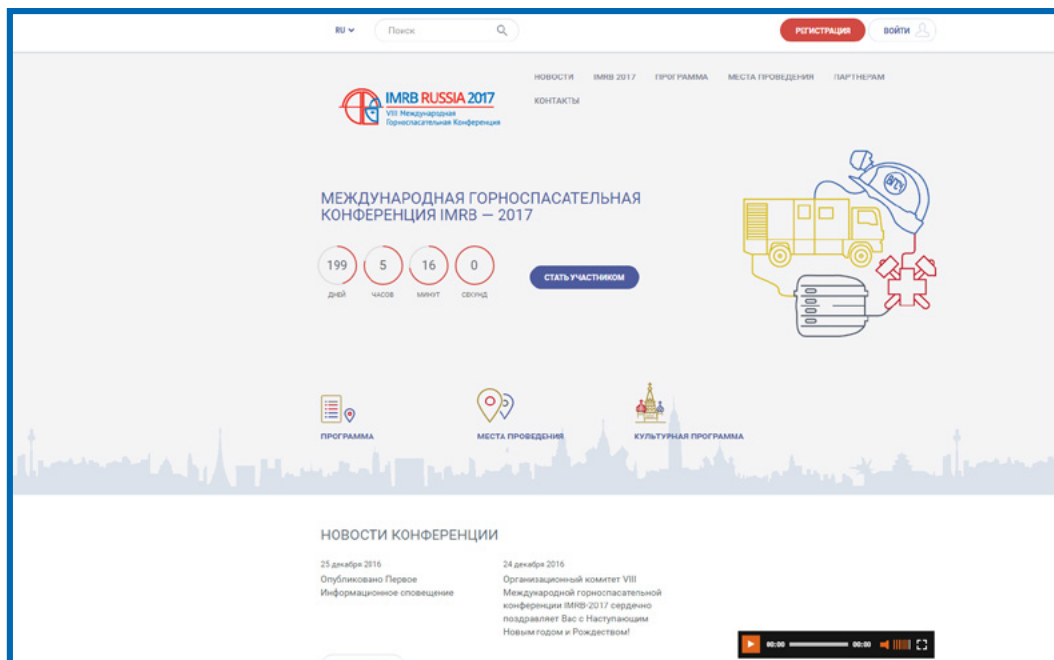 RU
Поиск
РЕГИСТРАЦИЯ
ВОЙТИ
НОВОСТИ
IMRB 2017
ПРОГРАММА
МЕСТА ПРОВЕДЕНИЯ
ПАРТНЕРАМ
КОНТАКТЫ
IMRB RUSSIA 2017
VIII Международная
Горноспасательная Конференция
МЕЖДУНАРОДНАЯ ГОРНОСПАСАТЕЛЬНАЯ
КОНФЕРЕНЦИЯ IMRB — 2017
199
5
16
0
ДНЕЙ
ЧАСОВ
МИНУТ
СЕКУНД
СТАТЬ УЧАСТНИКОМ
ВГСЧ
ПРОГРАММА
МЕСТА ПРОВЕДЕНИЯ
КУЛЬТУРНАЯ ПРОГРАММА
НОВОСТИ КОНФЕРЕНЦИИ
25 декабря 2016
Опубликовано Первое
Информационное сповещение
24 декабря 2016
Организационный комитет VIII
Международной горноспасательной
конференции IMRB-2017 сердечно
поздравляет Вас с Наступающим
Новым годом и Рождеством!
00:00
00:00